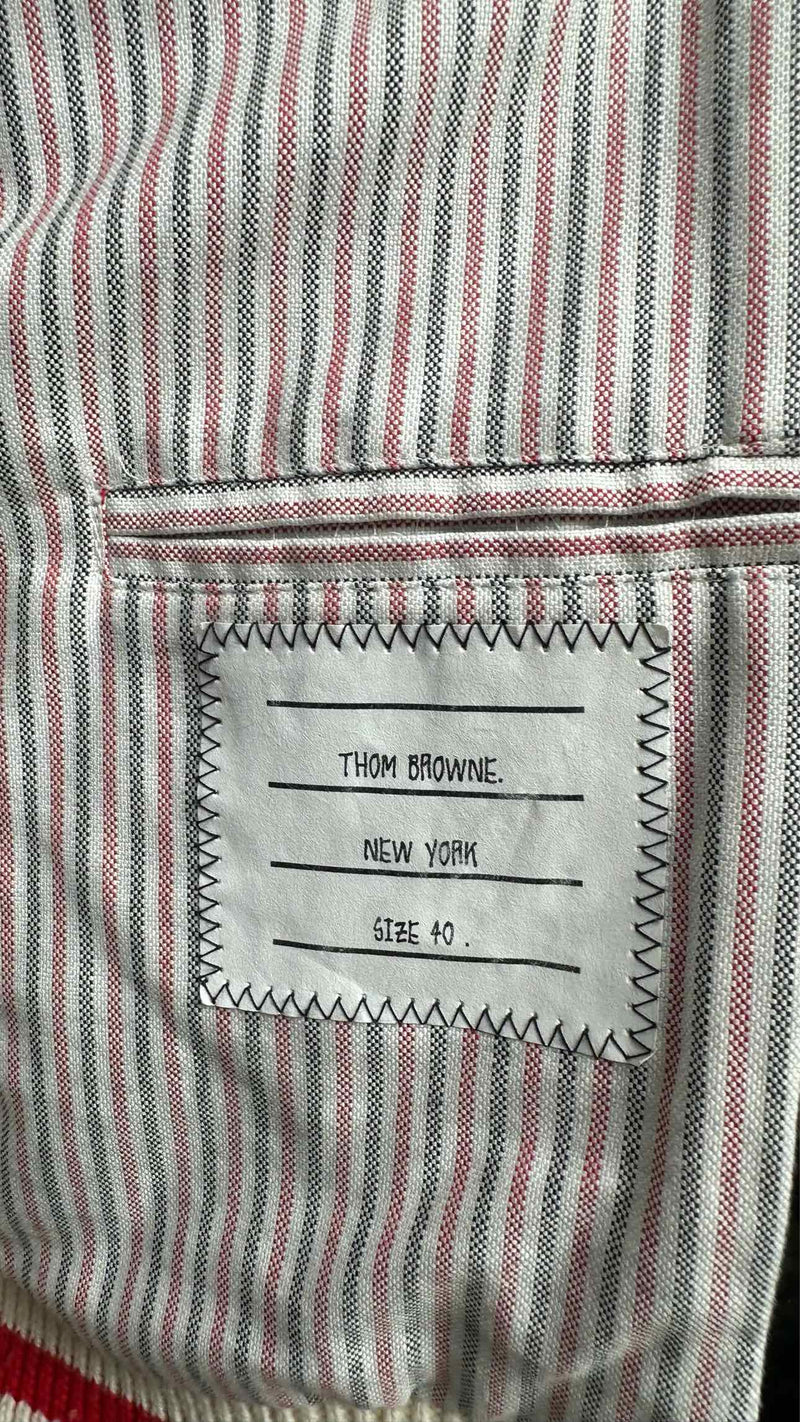 THOM BROWNE.
NEW YORK
SIZE 40 .